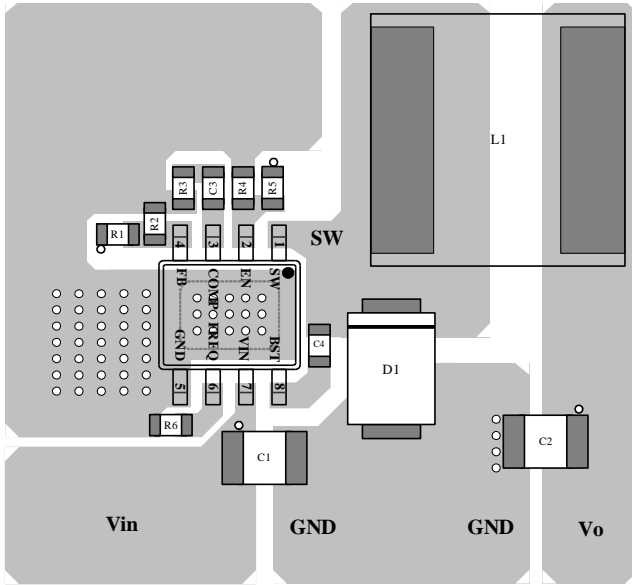 L1
R3
C3
R4
R5
R2
R1
SW
4
3
2
1
FB
COMP
EN
SW
GND
FREQ
VIN
BST
C4
D1
5
6
7
8
R6
C1
C2
Vin
GND
GND
Vo